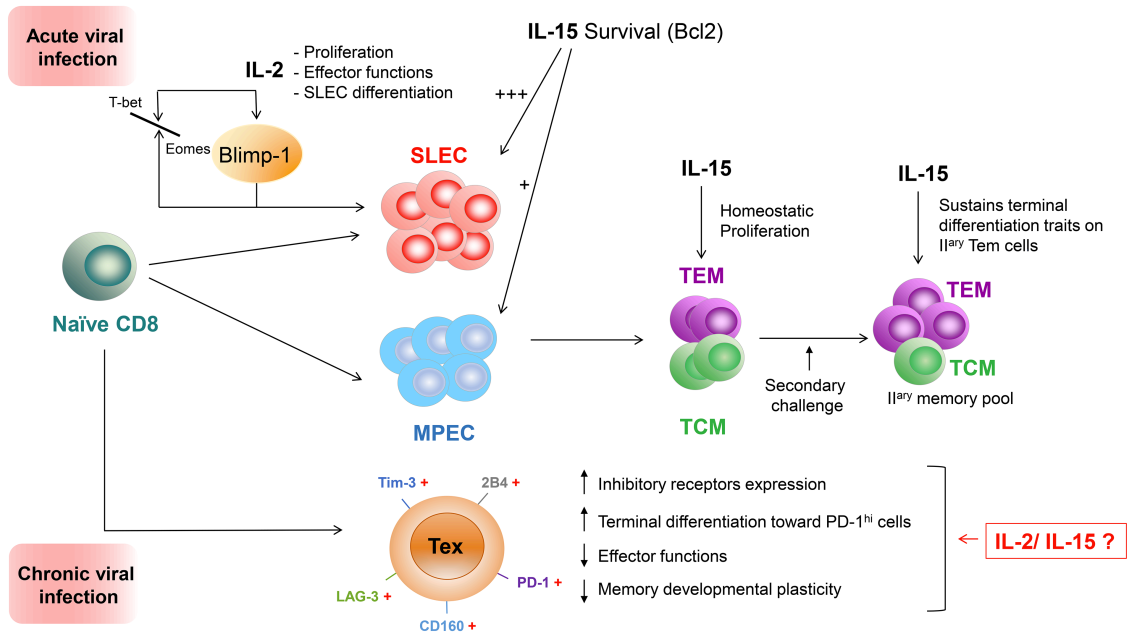 Acute viral
infection
IL-2
- Proliferation
- Effector functions
- SLEC differentiation
IL-15 Survival (Bcl2)
T-bet
Eomes
Blimp-1
+++
+
SLEC
IL-15
Homeostatic
Proliferation
IL-15
Sustains terminal
differentiation traits on
IIary Tem cells
Naïve CD8
MPEC
TEM
TCM
Secondary
challenge
TEM
TCM
IIary memory pool
Chronic viral
infection
Tim-3 +
2B4 +
Tex
LAG-3 +
PD-1 +
CD160 +
Inhibitory receptors expression
Terminal differentiation toward PD-1hi cells
Effector functions
Memory developmental plasticity
IL-2/ IL-15 ?